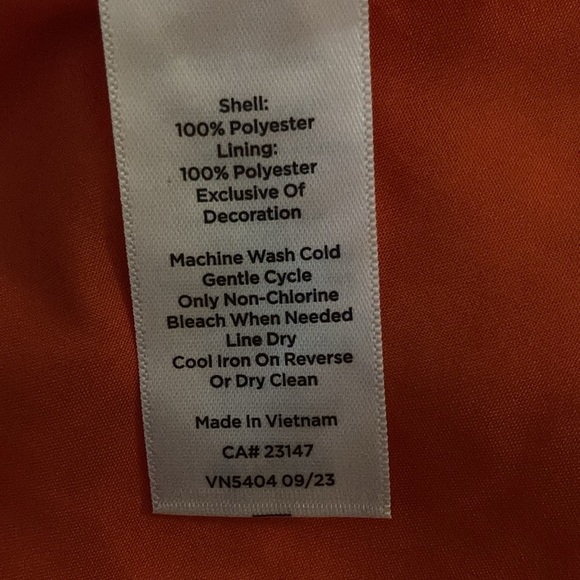 Shell:
100% Polyester
Lining:
100% Polyester
Exclusive Of
Decoration
Machine Wash Cold
Gentle Cycle
Only Non-Chlorine
Bleach When Needed
Line Dry
Cool Iron On Reverse
Or Dry Clean
Made In Vietnam
CA# 23147
VN5404 09/23